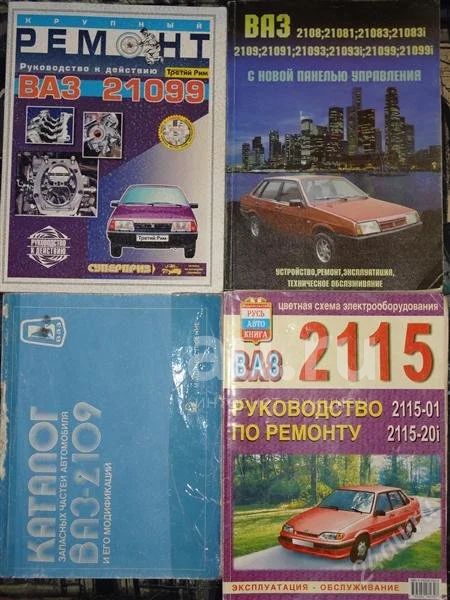 КРУПНЫЙ
РЕМОНТ
Руководство к действию
Третий Рим
ВАЗ 21099
Третий Рим
РУКОВОДСТВО
К ДЕЙСТВИЮ
СУПЕРПРИЗ
ВАЗ 2108;21081;21083;21083i
2109;21091;21093;21093i;21099;21099i
С НОВОЙ ПАНЕЛЬЮ УПРАВЛЕНИЯ
УСТРОЙСТВО,РЕМОНТ,ЭКСПЛУАТАЦИЯ,
ТЕХНИЧЕСКОЕ ОБСЛУЖИВАНИЕ
ВАЗ
КАТАЛОГ
ЗАПАСНЫХ ЧАСТЕЙ АВТОМОБИЛЯ
ВАЗ-2109
И ЕГО МОДИФИКАЦИЙ
ЦВЕТНАЯ СХЕМА ЭЛЕКТРООБОРУДОВАНИЯ
РУСЬ
АВТО
КНИГА
ВАЗ 2115
РУКОВОДСТВО 2115-01
ПО РЕМОНТУ 2115-20i
ЭКСПЛУАТАЦИЯ - ОБСЛУЖИВАНИЕ